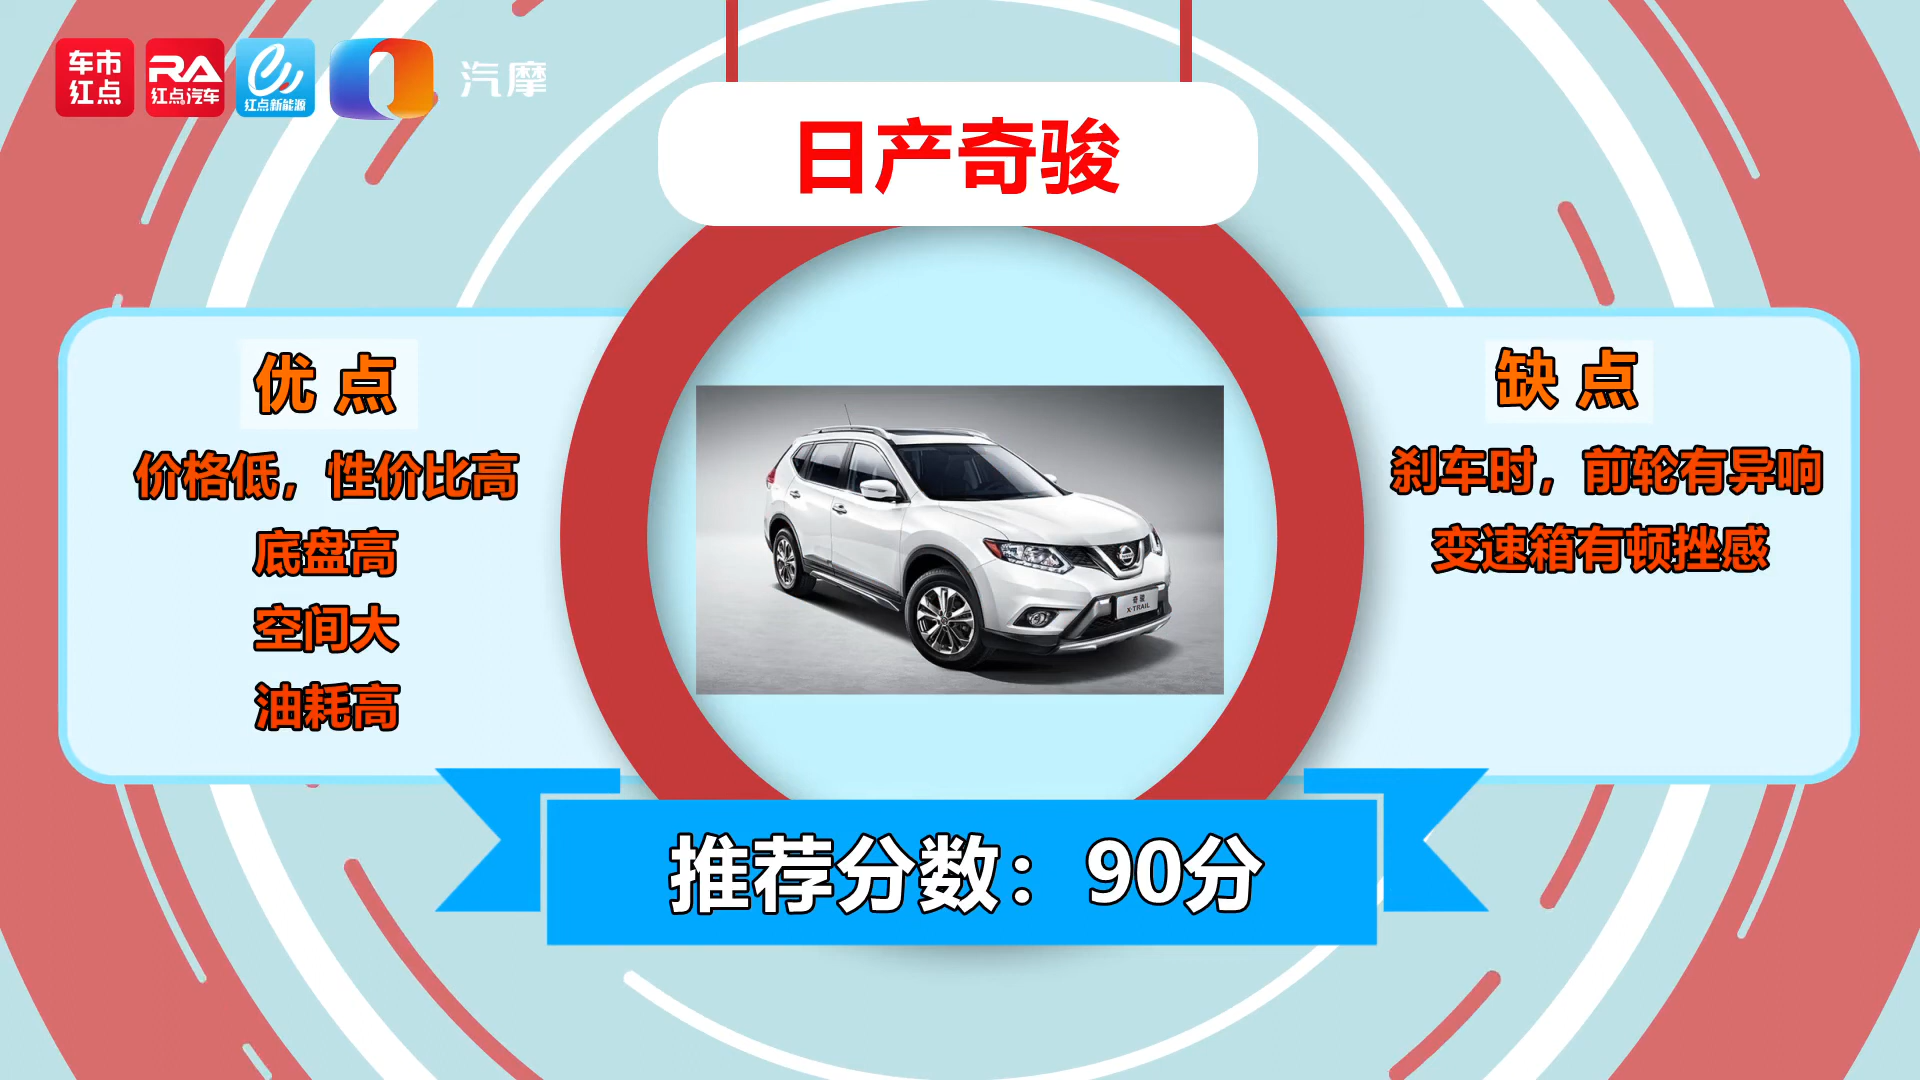 车市
红点
RA
红点汽车
红点新能源
汽摩
日产奇骏
优点
价格低，性价比高
底盘高
空间大
油耗高
缺点
刹车时，前轮有异响
变速箱有顿挫感
奇骏
X-TRAIL
推荐分数：90分